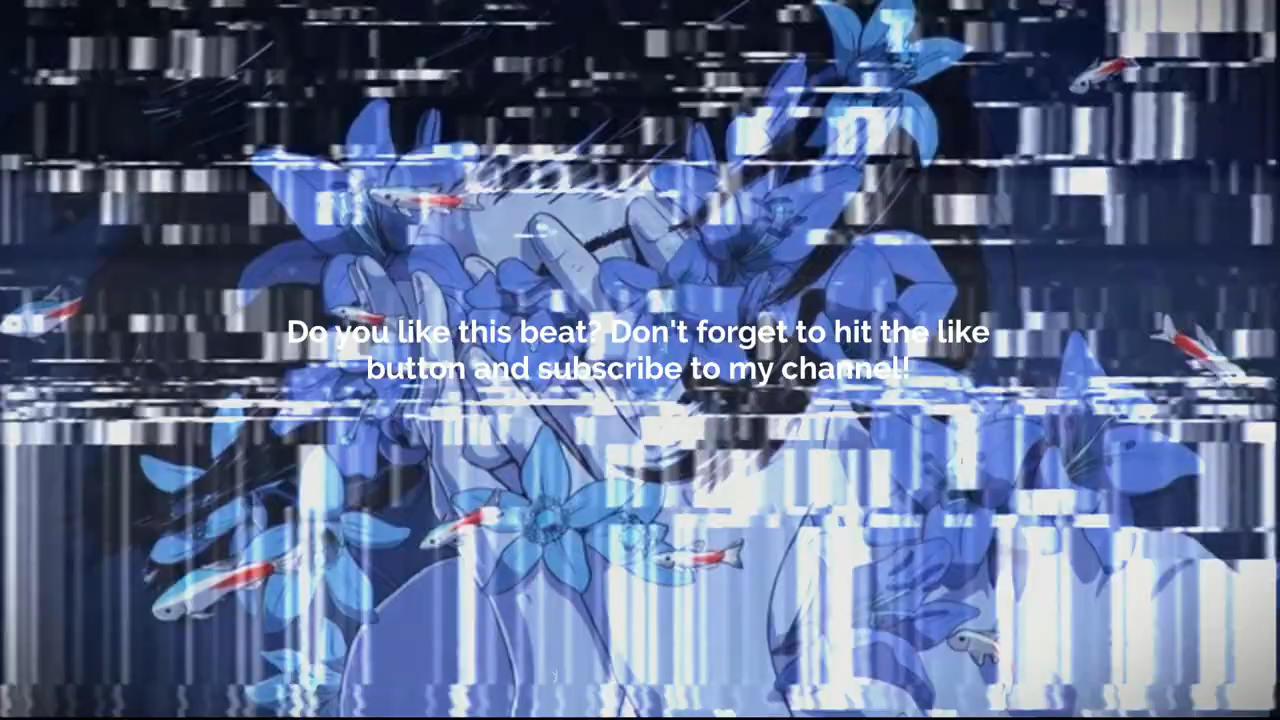 Do you like this beat? Don't forget to hit the like
button and subscribe to my channel!